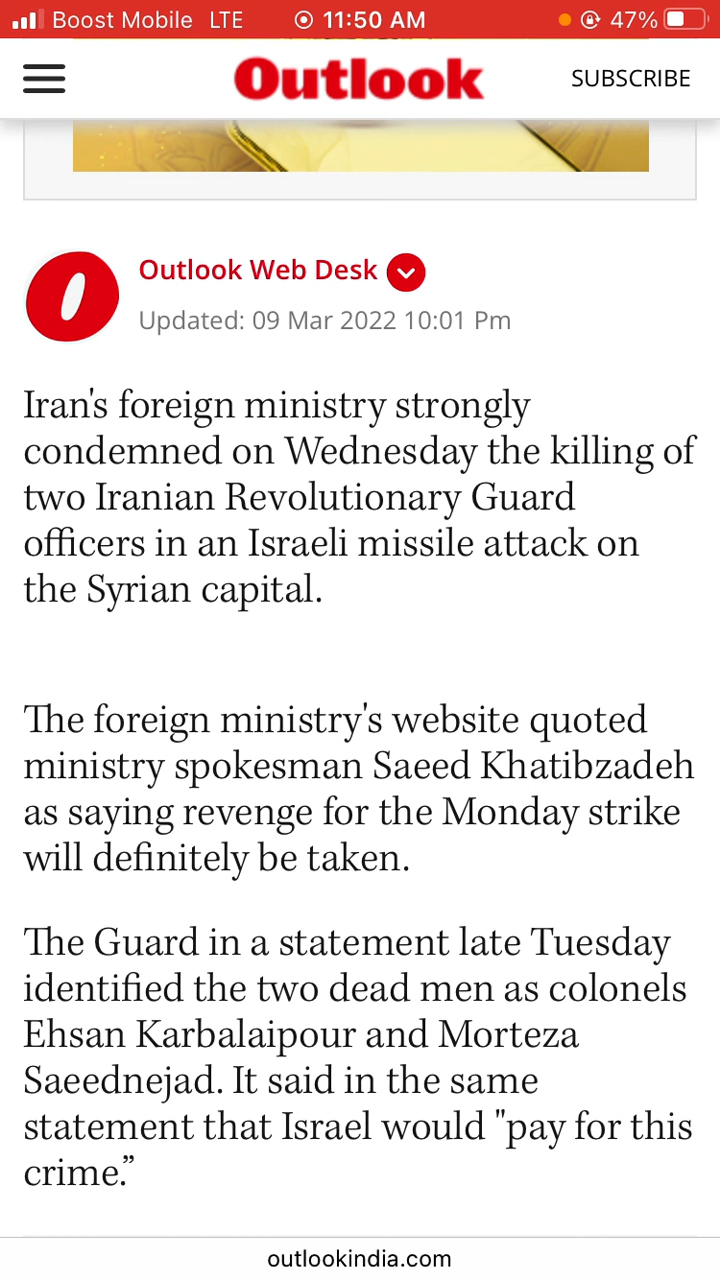 Boost Mobile LTE 11:50 AM 47%
Outlook SUBSCRIBE
Outlook Web Desk
Updated: 09 Mar 2022 10:01 Pm
Iran's foreign ministry strongly
condemned on Wednesday the killing of
two Iranian Revolutionary Guard
officers in an Israeli missile attack on
the Syrian capital.
The foreign ministry's website quoted
ministry spokesman Saeed Khatibzadeh
as saying revenge for the Monday strike
will definitely be taken.
The Guard in a statement late Tuesday
identified the two dead men as colonels
Ehsan Karbalaipour and Morteza
Saeednejad. It said in the same
statement that Israel would "pay for this
crime.”
outlookindia.com